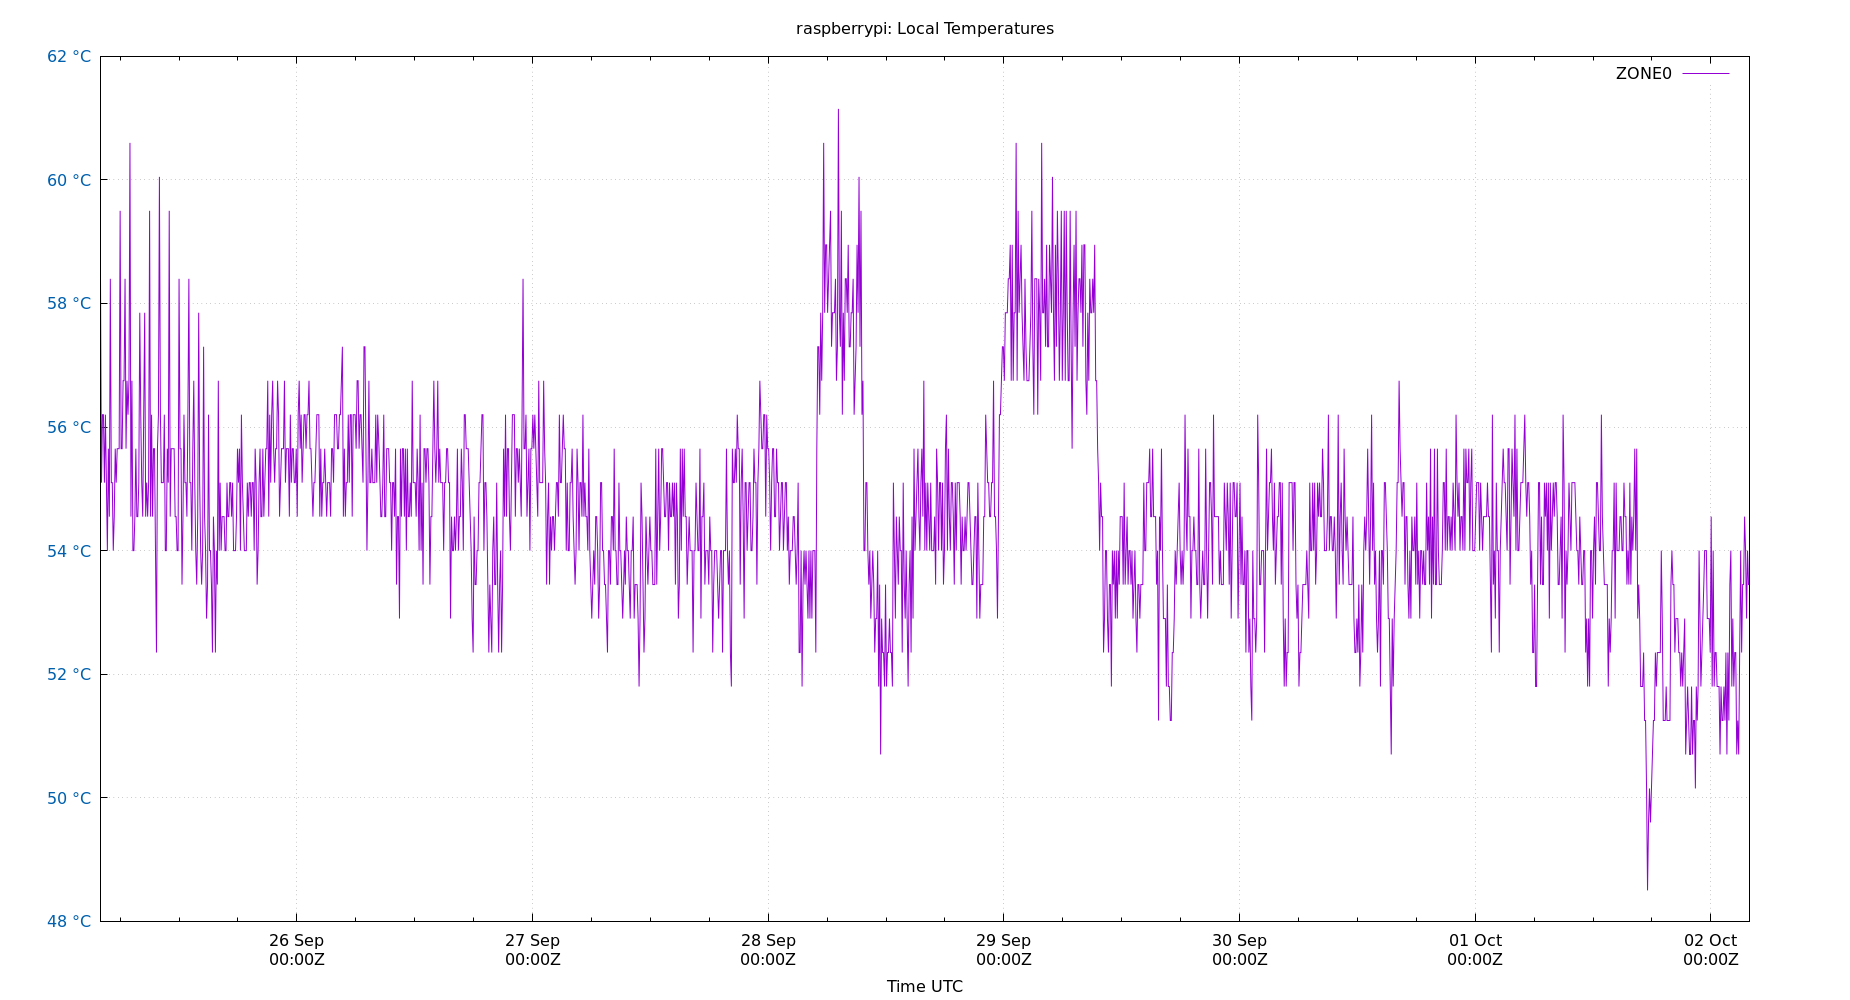 raspberrypi: Local Temperatures
62 °C
ZONE0
60 °C
58 °C
56 °C
54 °C
52 °C
50 °C
48 °C
26 Sep 27 Sep 28 Sep 29 Sep 30 Sep 01 Oct 02 Oct
00:00Z 00:00Z 00:00Z 00:00Z 00:00Z 00:00Z 00:00Z
Time UTC